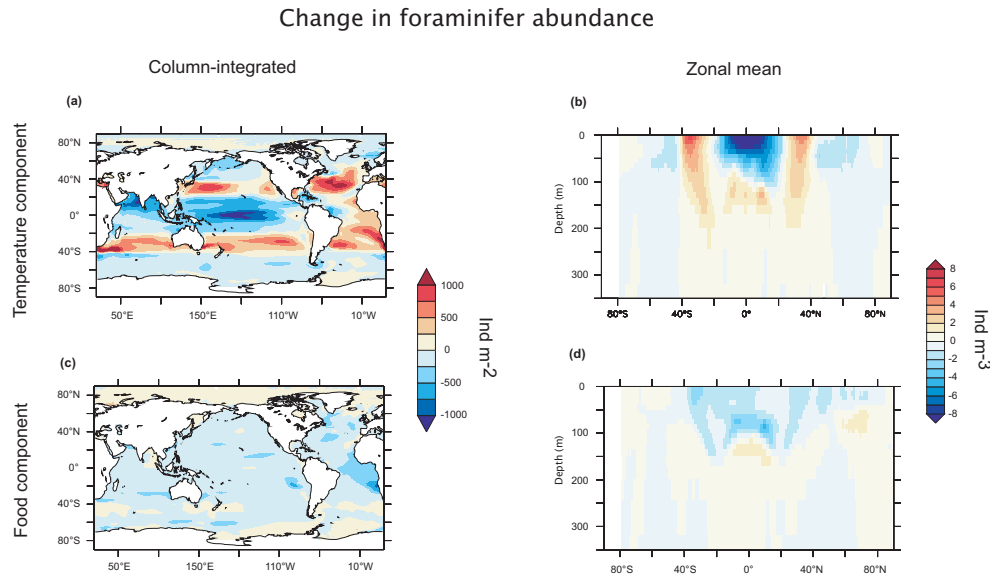 Change in foraminifer abundance
Column-integrated
Zonal mean
Temperature component
(a)
80°N
40°N
0°
40°S
80°S
50°E 150°E 110°W 10°W
(b)
Depth (m)
0
100
200
300
80°S 40°S 0° 40°N 80°N
1000
500
0
-500
-1000
Ind m-2
8
6
4
2
0
-2
-4
-6
-8
Ind m-3
Food component
(c)
80°N
40°N
0°
40°S
80°S
50°E 150°E 110°W 10°W
(d)
Depth (m)
0
100
200
300
80°S 40°S 0° 40°N 80°N